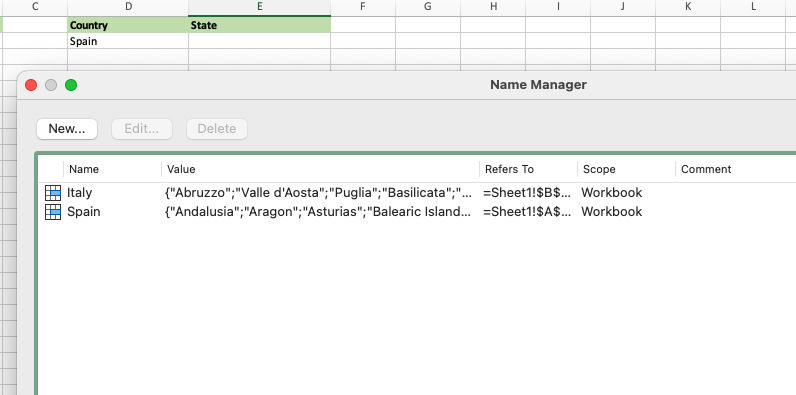 C D E F G H I J K L
Country State
Spain
Name Manager
New... Edit... Delete
Name Value Refers To Scope Comment
Italy {"Abruzzo";"Valle d'Aosta";"Puglia";"Basilicata";"... =Sheet1!$B$... Workbook
Spain {"Andalusia";"Aragon";"Asturias";"Balearic Island... =Sheet1!$A$... Workbook